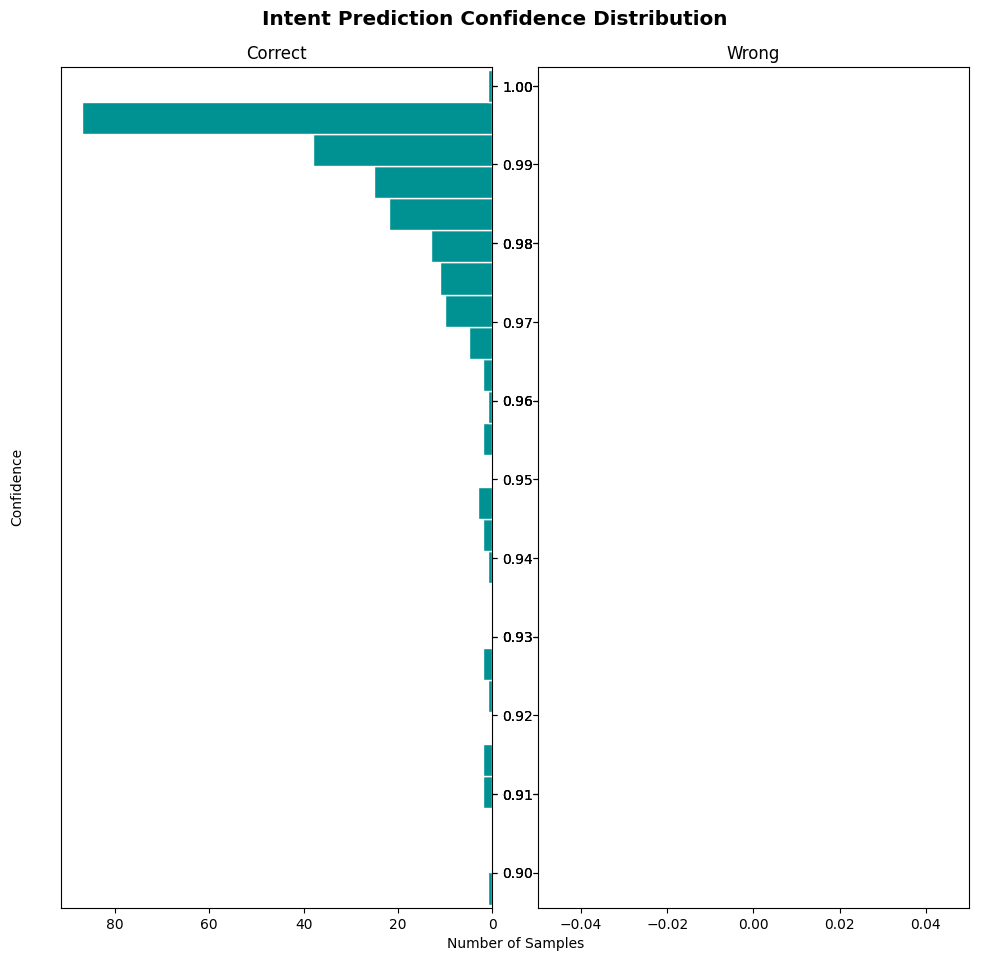 Intent Prediction Confidence Distribution
Correct
Wrong
1.00
0.99
0.98
0.97
0.96
0.95
0.94
0.93
0.92
0.91
0.90
Confidence
80 60 40 20 0
−0.04 −0.02 0.00 0.02 0.04
Number of Samples